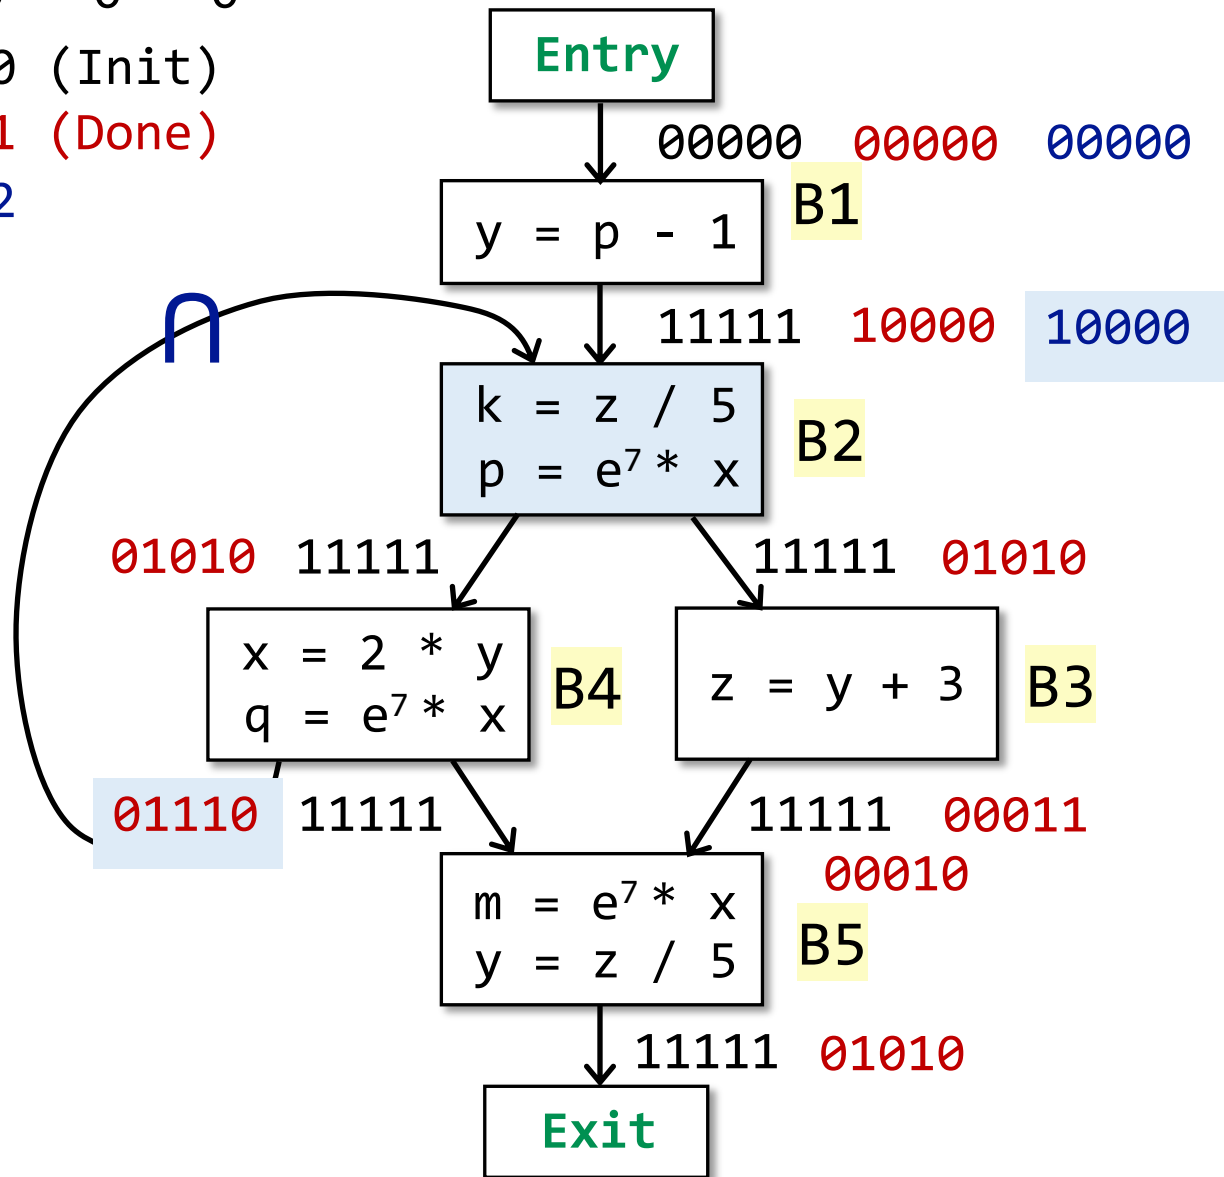 0 (Init)
1 (Done)
2
Entry
00000 00000 00000
B1
y = p - 1
∩
11111 10000 10000
k = z / 5
p = e⁷ * x
B2
01010 11111
11111 01010
x = 2 * y
q = e⁷ * x
B4
z = y + 3
B3
01110 11111
11111 00011
00010
m = e⁷ * x
y = z / 5
B5
11111 01010
Exit